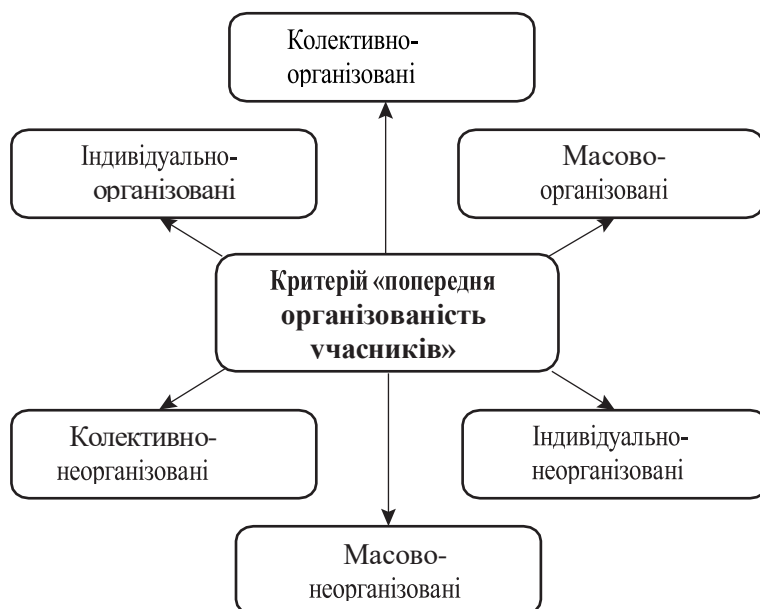 Колективно-
організовані
Індивідуально-
організовані
Масово-
організовані
Критерій «попередня
організованість
учасників»
Колективно-
неорганізовані
Індивідуально-
неорганізовані
Масово-
неорганізовані